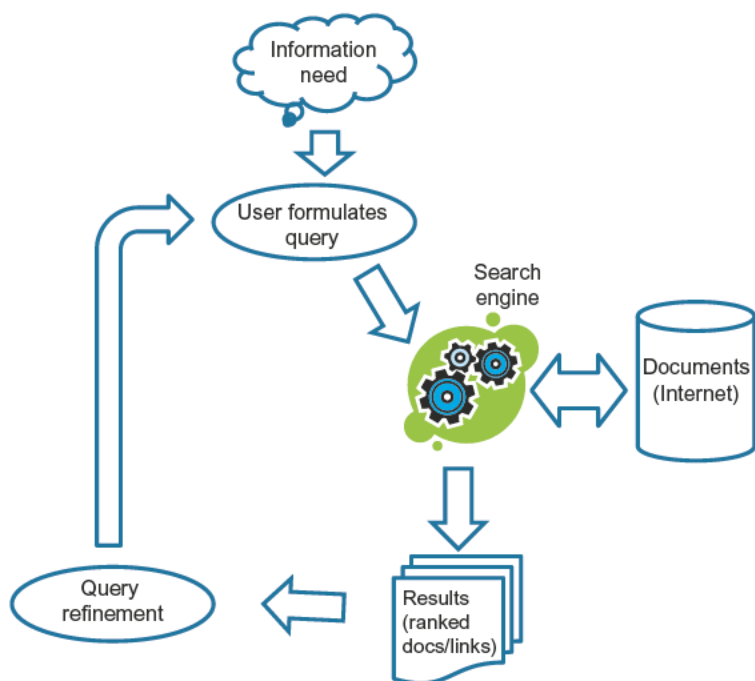 Information
need
User formulates
query
Search
engine
Documents
(Internet)
Results
(ranked
docs/links)
Query
refinement